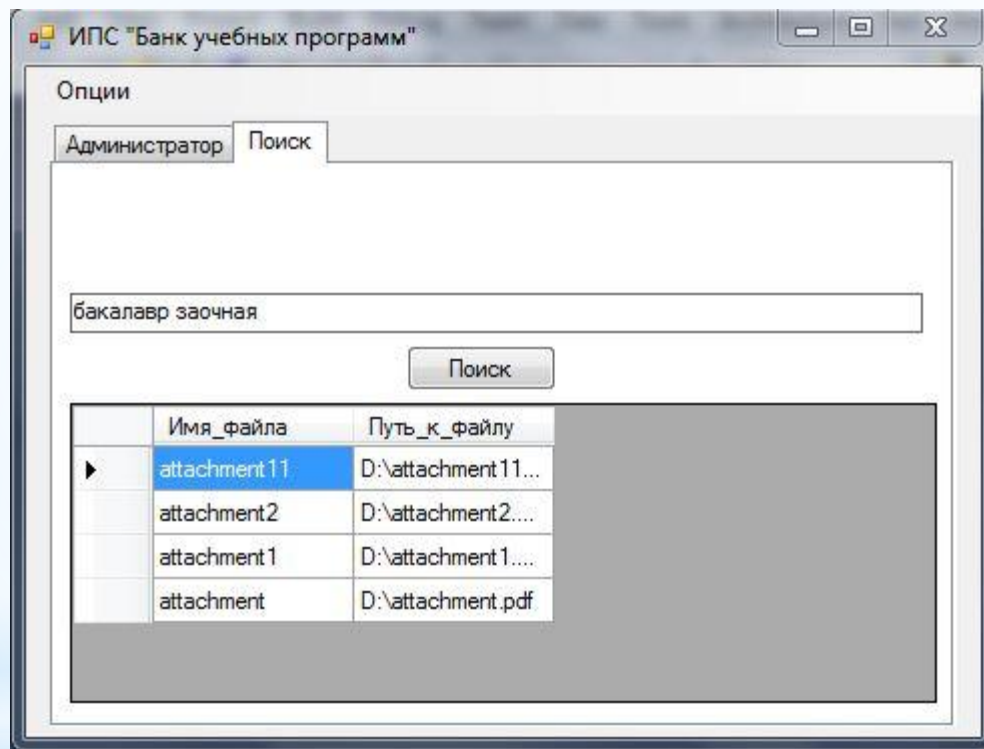 ИПС "Банк учебных программ"
Опции
Администратор Поиск
бакалавр заочная
Поиск
Имя_файла Путь_к_файлу
attachment11 D:\attachment11...
attachment2 D:\attachment2....
attachment1 D:\attachment1....
attachment D:\attachment.pdf